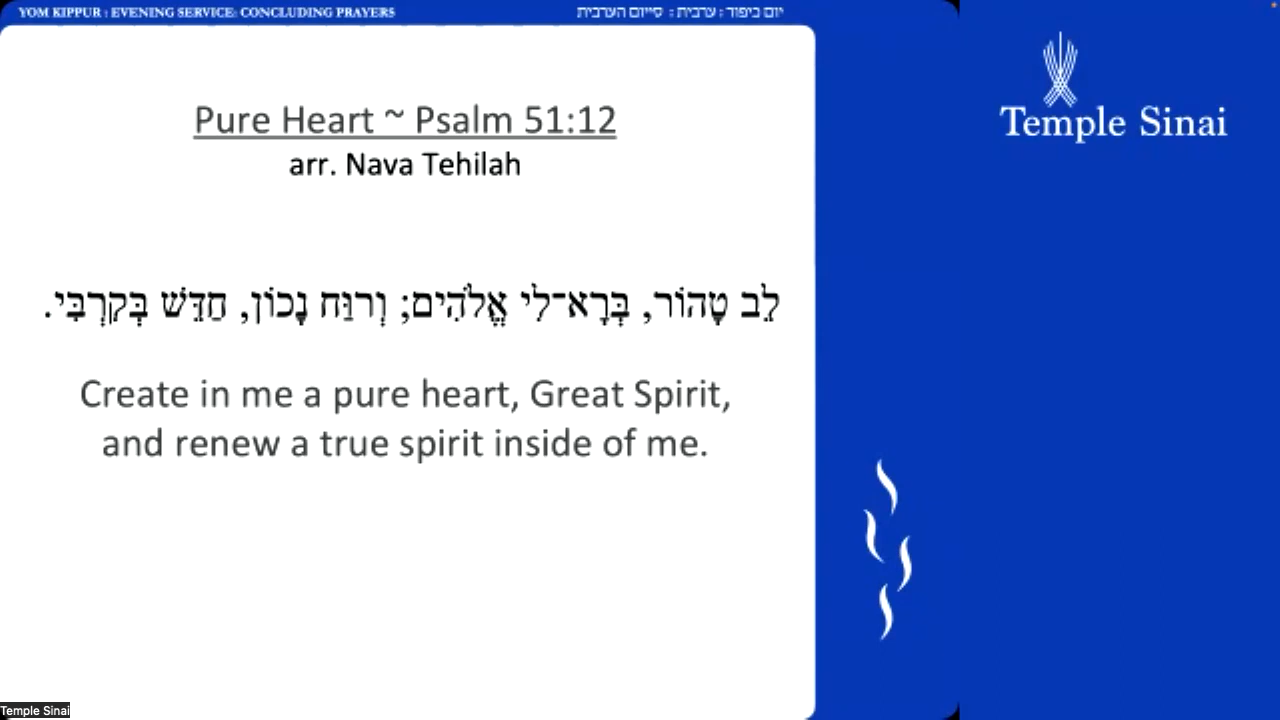 YOM KIPPUR : EVENING SERVICE: CONCLUDING PRAYERS
יום כיפור : ערבית : סייום הערבית
Temple Sinai
Pure Heart ~ Psalm 51:12
arr. Nava Tehilah
לֵב טָהוֹר, בְּרָא־לִי אֱלֹהִים; וְרוּחַ נָכוֹן, חַדֵּשׁ בְּקִרְבִּי.
Create in me a pure heart, Great Spirit,
and renew a true spirit inside of me.
Temple Sinai